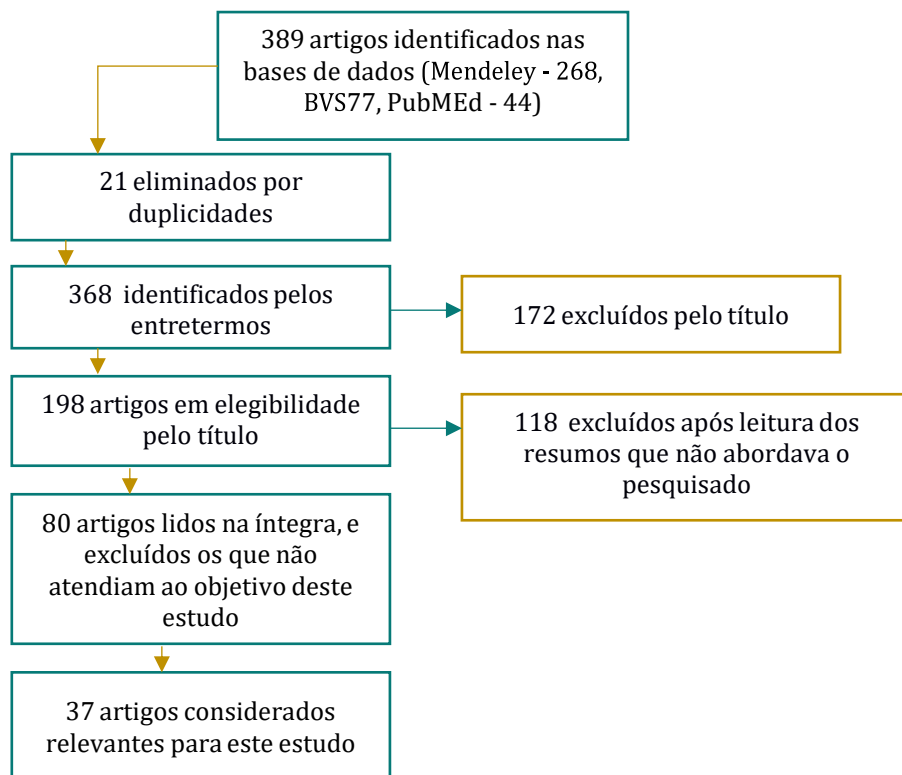 389 artigos identificados nas
bases de dados (Mendeley - 268,
BVS77, PubMEd - 44)
21 eliminados por
duplicidades
368 identificados pelos
entretermos
172 excluídos pelo título
198 artigos em elegibilidade
pelo título
118 excluídos após leitura dos
resumos que não abordava o
pesquisado
80 artigos lidos na íntegra, e
excluídos os que não
atendiam ao objetivo deste
estudo
37 artigos considerados
relevantes para este estudo